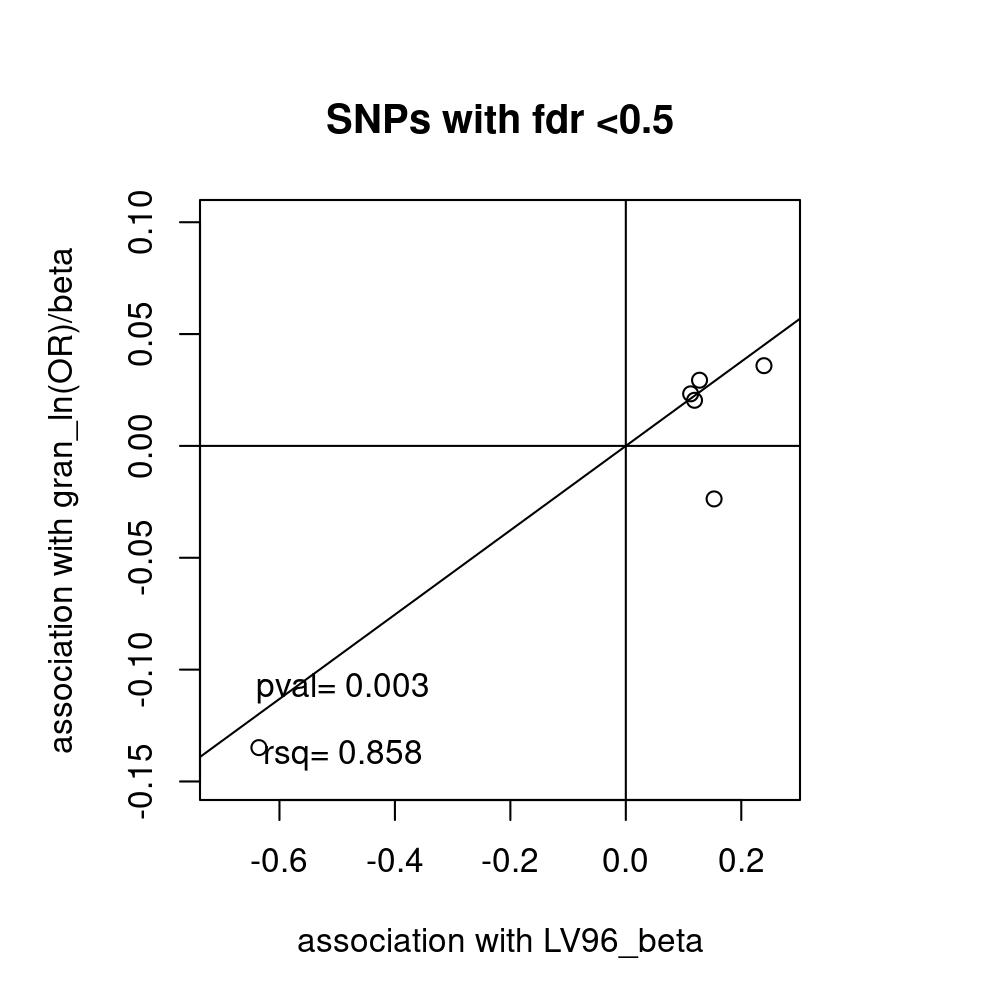 SNPs with fdr <0.5
association with gran_ln(OR)/beta
0.10
0.05
0.00
-0.05
-0.10
-0.15
pval= 0.003
rsq= 0.858
-0.6 -0.4 -0.2 0.0 0.2
association with LV96_beta